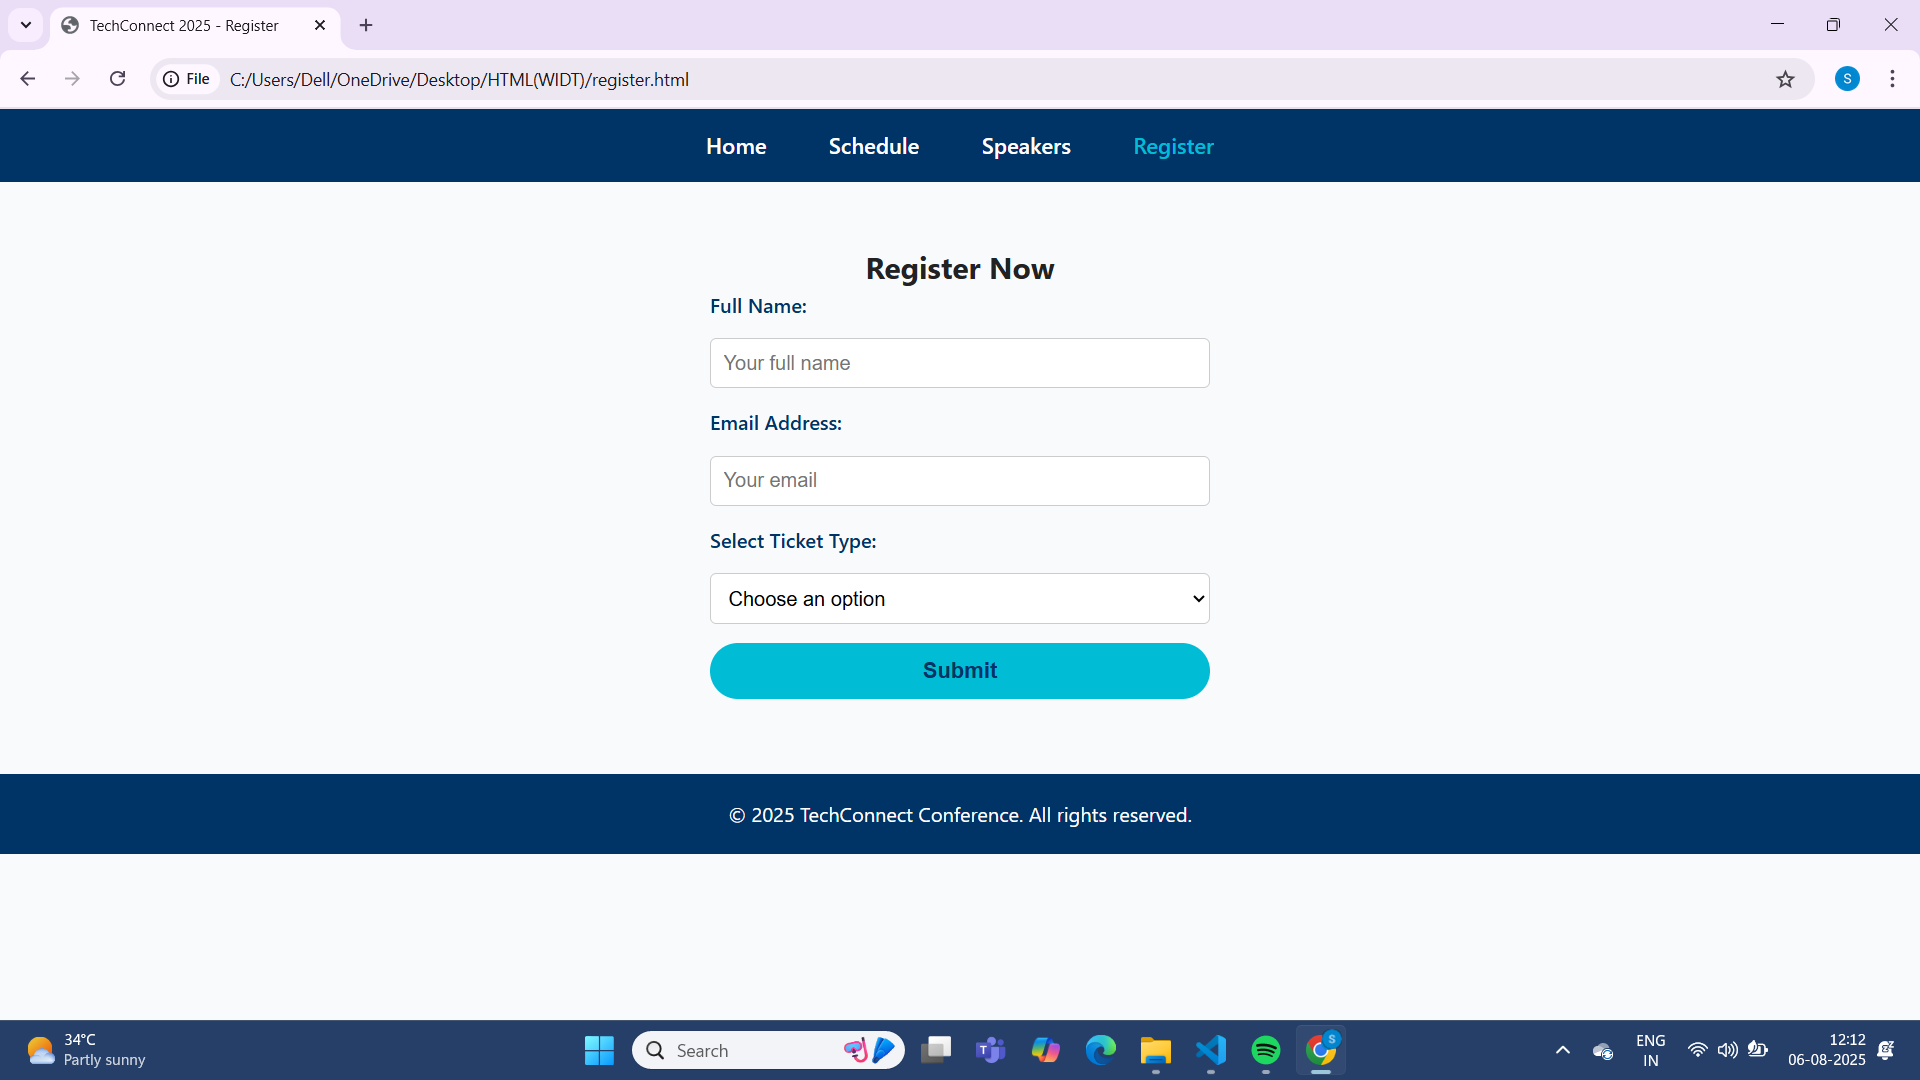 TechConnect 2025 - Register
File
C:/Users/Dell/OneDrive/Desktop/HTML(WIDT)/register.html
S
Home
Schedule
Speakers
Register
Register Now
Full Name:
Your full name
Email Address:
Your email
Select Ticket Type:
Choose an option
Submit
© 2025 TechConnect Conference. All rights reserved.
34°C
Partly sunny
Search
T
S
ENG
IN
12:12
06-08-2025